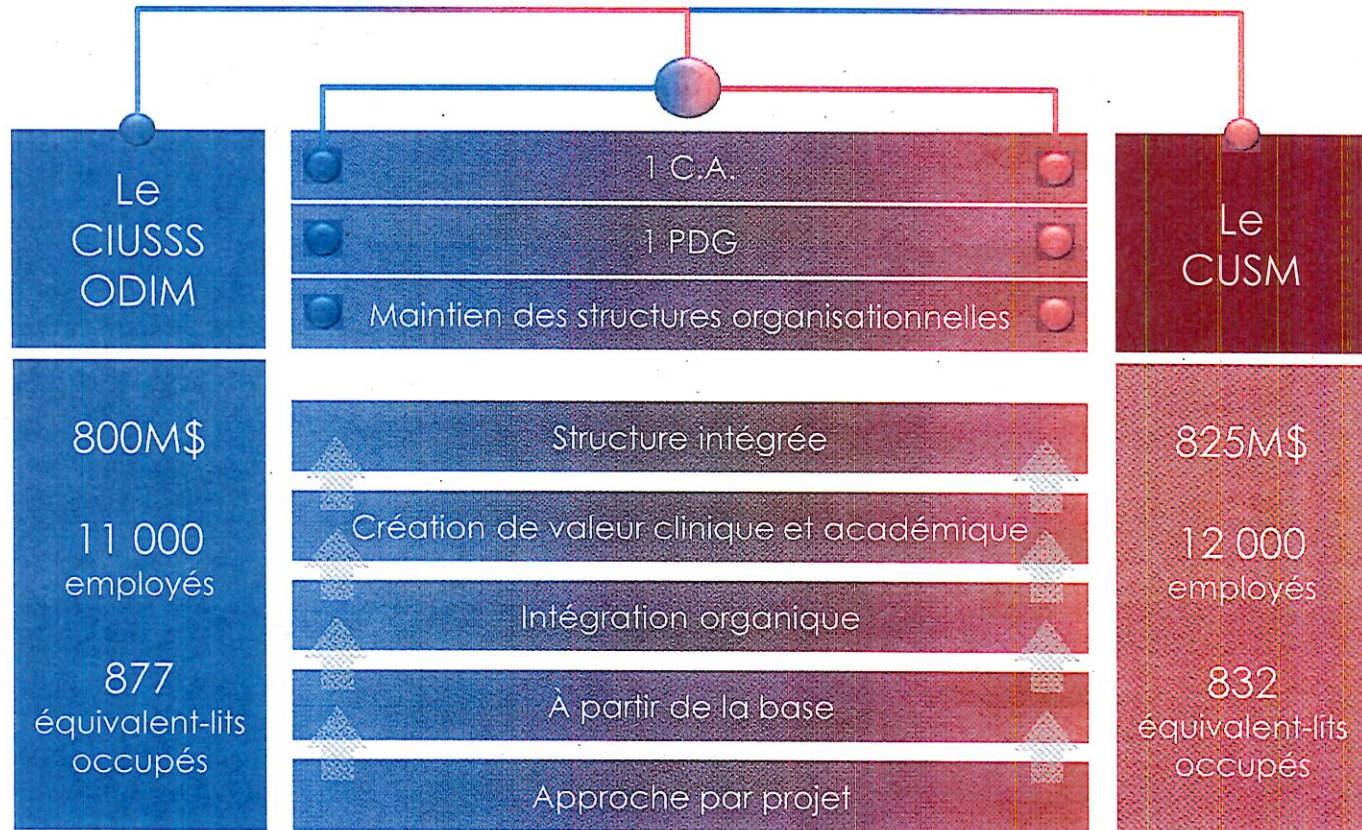 Le
CIUSSS
ODIM
800M$
11 000
employés
877
équivalent-lits
occupés
1 C.A.
1 PDG
Maintien des structures organisationnelles
Structure intégrée
Création de valeur clinique et académique
Intégration organique
À partir de la base
Approche par projet
Le
CUSM
825M$
12 000
employés
832
équivalent-lits
occupés